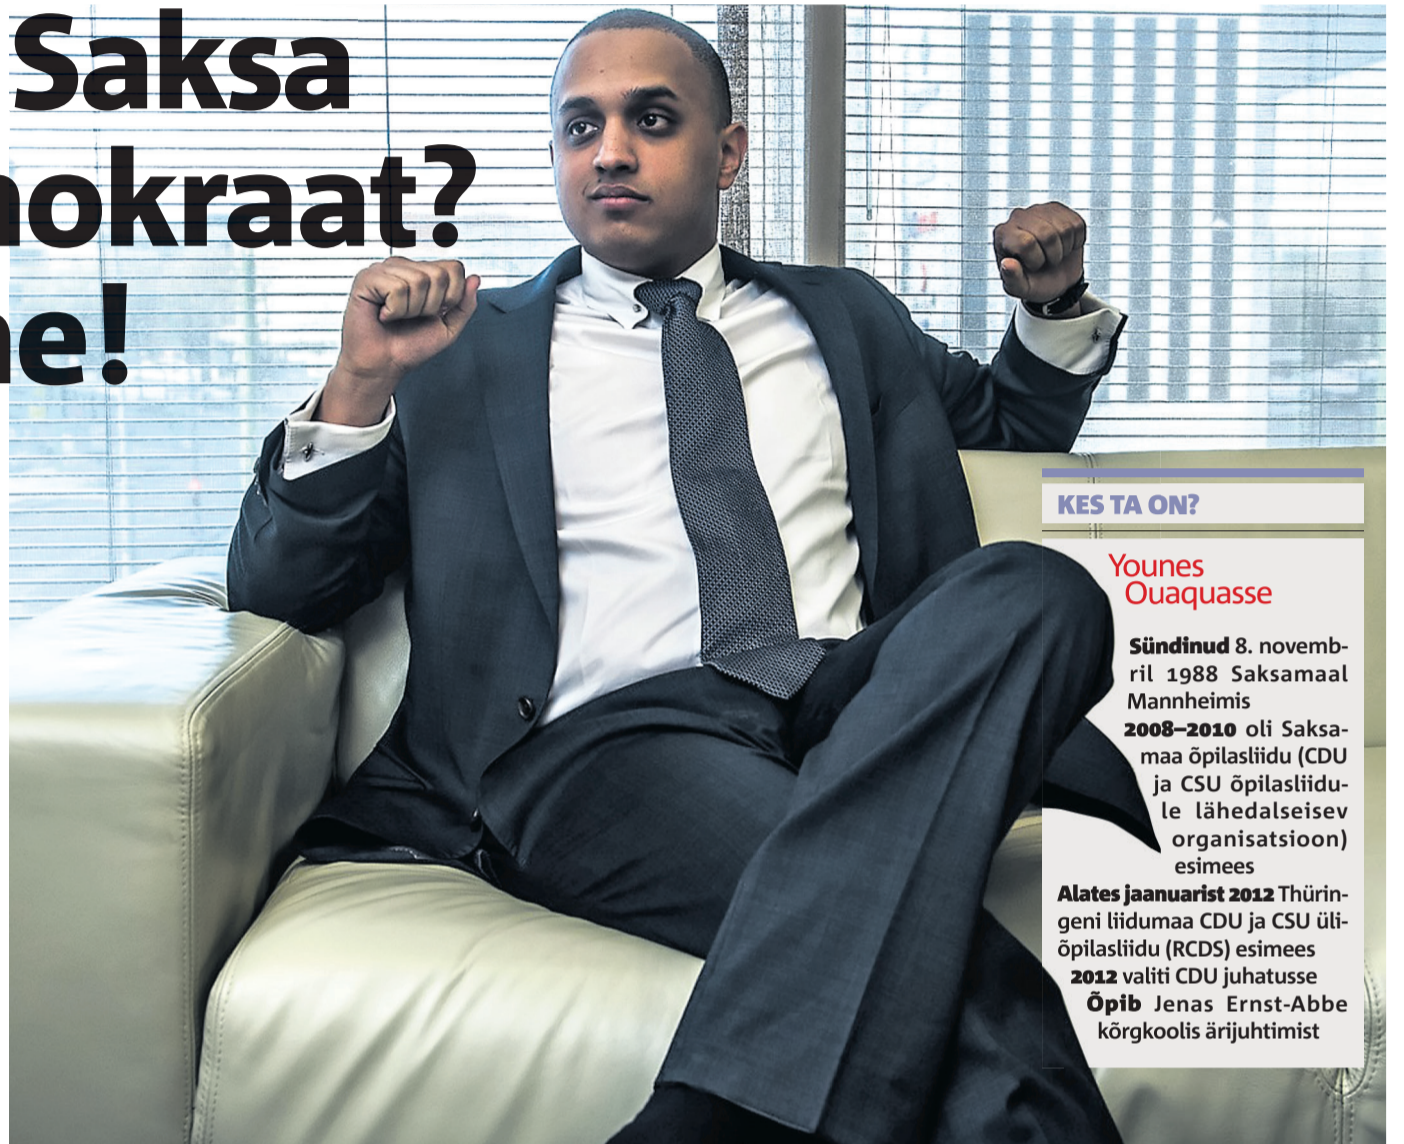 Saksa
okraat?
e!
KES TA ON?
Younes
Ouaquasse
Sündinud 8. novemb-
ril 1988 Saksamaal
Mannheimis
2008–2010 oli Saksa-
maa õpilasliidu (CDU
ja CSU õpilasliidu-
le lähedalseisev
organisatsioon)
esimees
Alates jaanuarist 2012 Thürin-
geni liidumaa CDU ja CSU üli-
õpilasliidu (RCDS) esimees
2012 valiti CDU juhatusse
Õpib Jenas Ernst-Abbe
kõrgkoolis ärijuhtimist